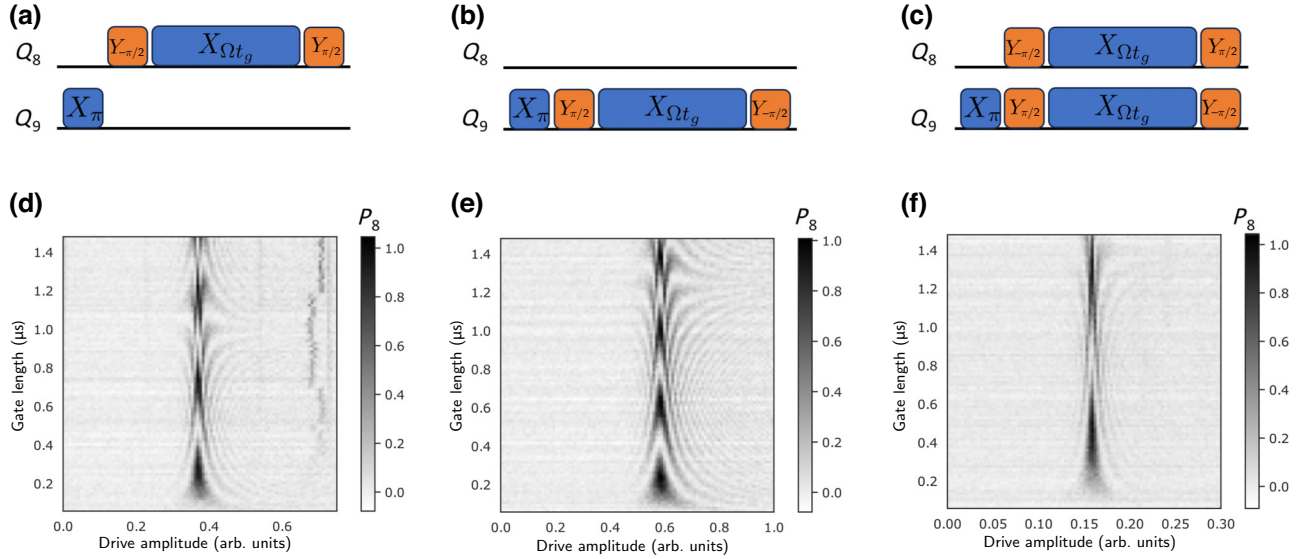 (a)
Q8
Y−π/2
XΩtg
Yπ/2
Q9
Xπ
(b)
Q8
Q9
Xπ
Yπ/2
XΩtg
Y−π/2
(c)
Q8
Y−π/2
XΩtg
Yπ/2
Q9
Xπ
Yπ/2
XΩtg
Y−π/2
(d)
P8
Gate length (μs)
1.4
1.2
1.0
0.8
0.6
0.4
0.2
0.0 0.2 0.4 0.6
Drive amplitude (arb. units)
1.0
0.8
0.6
0.4
0.2
0.0
(e)
P8
Gate length (μs)
1.4
1.2
1.0
0.8
0.6
0.4
0.2
0.0 0.2 0.4 0.6 0.8 1.0
Drive amplitude (arb. units)
1.0
0.8
0.6
0.4
0.2
0.0
(f)
P8
Gate length (μs)
1.4
1.2
1.0
0.8
0.6
0.4
0.2
0.00 0.05 0.10 0.15 0.20 0.25 0.30
Drive amplitude (arb. units)
1.0
0.8
0.6
0.4
0.2
0.0